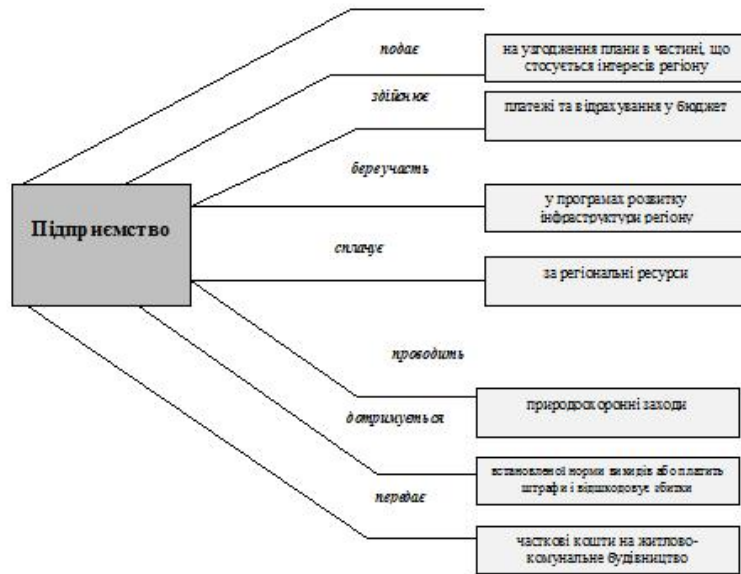 подає
на узгодження плани в частині, що
стосується інтересів регіону
здійснює
платежі та відрахування у бюджет
бере участь
у програмах розвитку
інфраструктури регіону
Підприємство
сплачує
за регіональні ресурси
проводить
природоохоронні заходи
дотримується
встановленої норми викидів або платить
штрафи і відшкодовує збитки
передає
часткові кошти на житлово-
комунальне будівництво